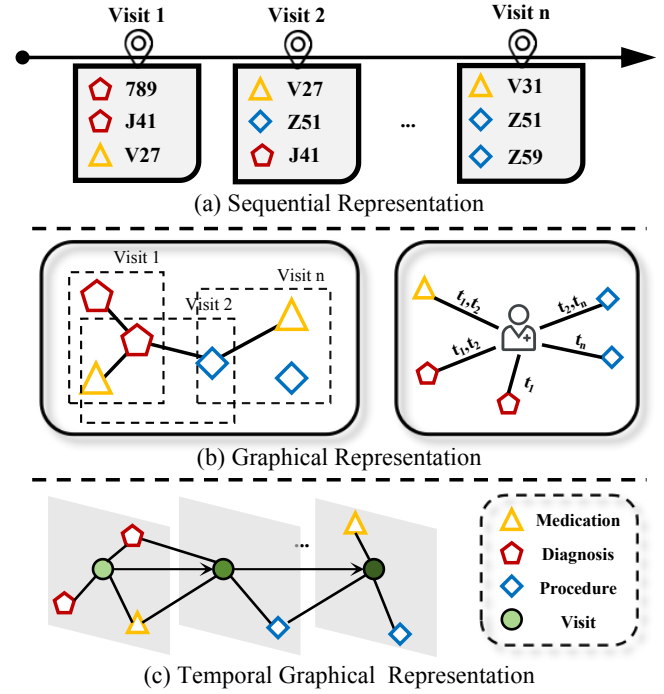 Visit 1
Visit 2
Visit n
789
J41
V27
V27
Z51
J41
...
V31
Z51
Z59
(a) Sequential Representation
Visit 1
Visit 2
Visit n
t1,t2
t2,tn
t1,t2
tn
t1
(b) Graphical Representation
...
Medication
Diagnosis
Procedure
Visit
(c) Temporal Graphical Representation